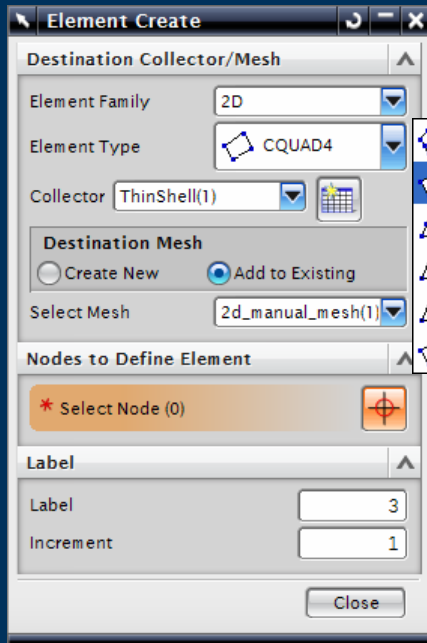 Element Create
Destination Collector/Mesh
Element Family 2D
Element Type CQUAD4
Collector ThinShell(1)
Destination Mesh
Create New Add to Existing
Select Mesh 2d_manual_mesh(1)
Nodes to Define Element
* Select Node (0)
Label
Label 3
Increment 1
Close